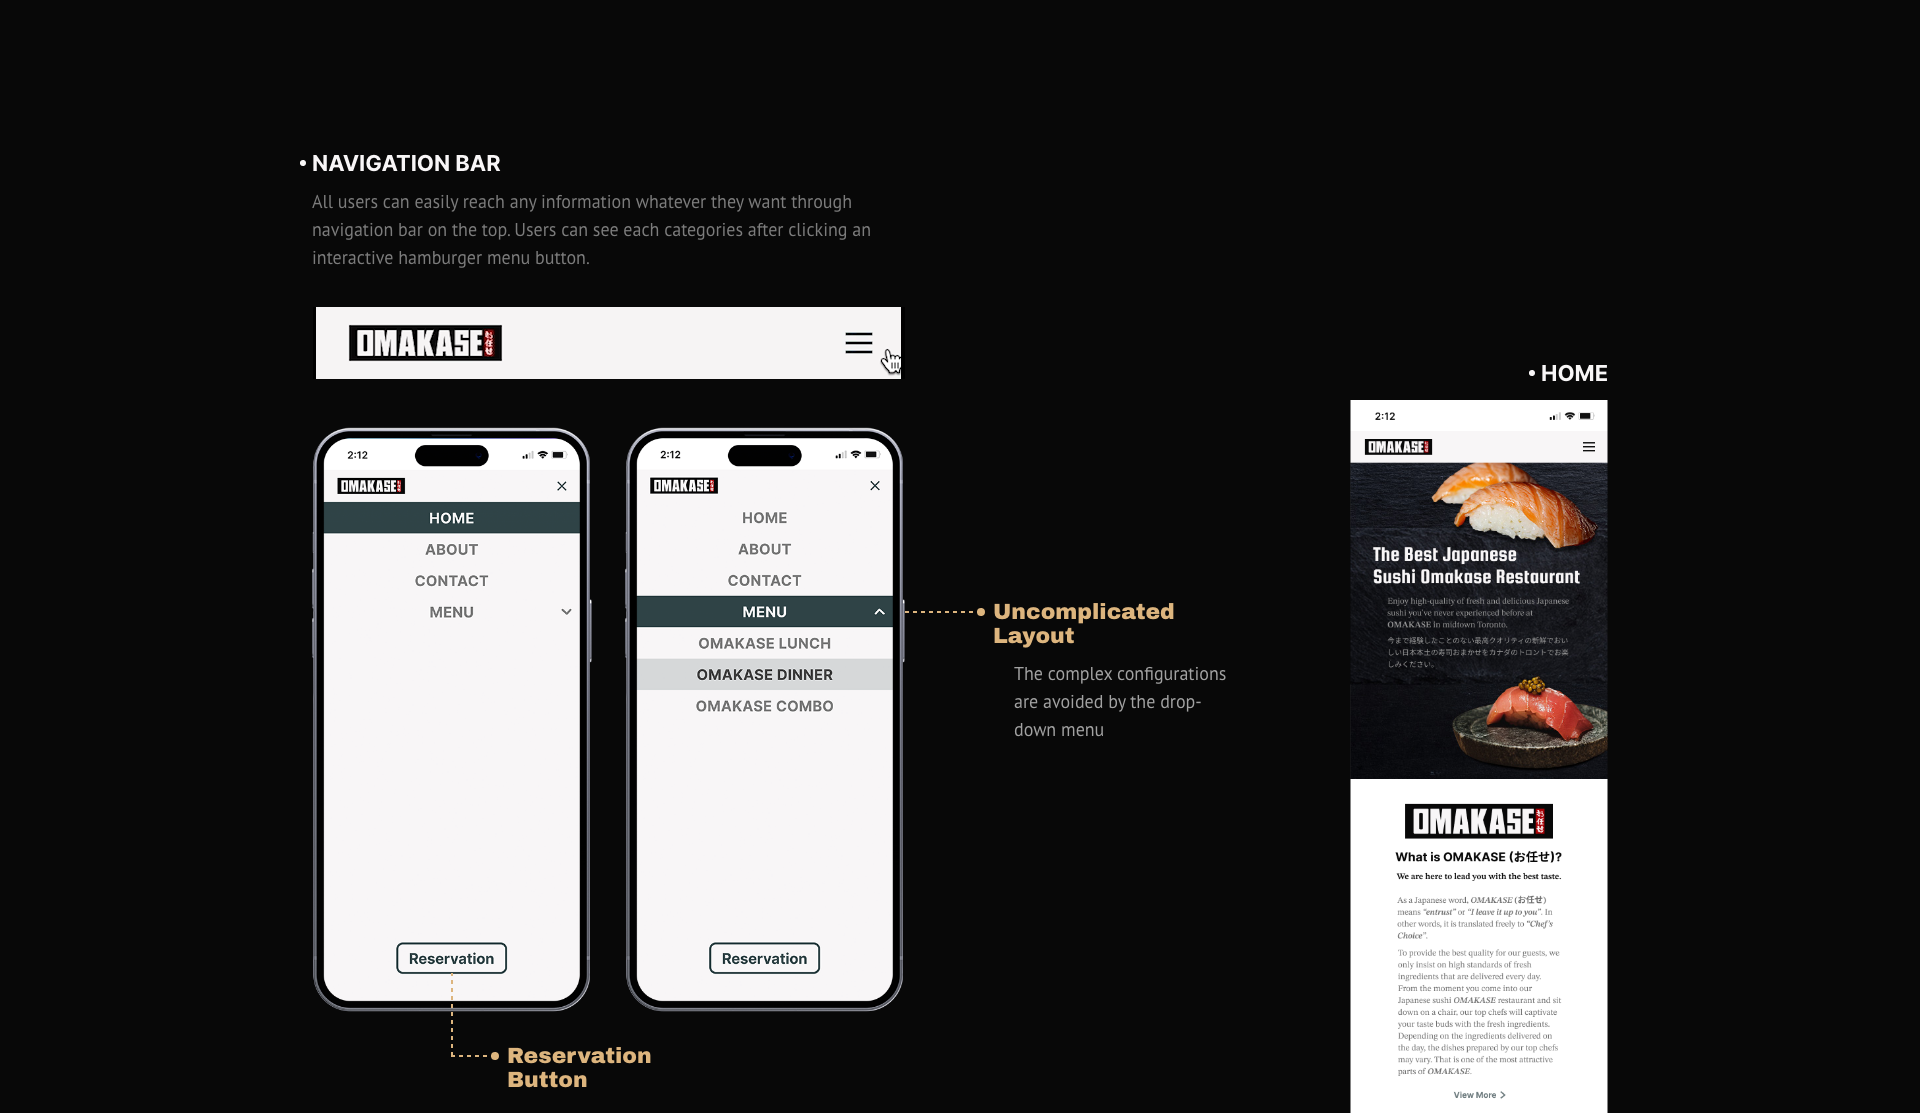 • NAVIGATION BAR
All users can easily reach any information whatever they want through
navigation bar on the top. Users can see each categories after clicking an
interactive hamburger menu button.
OMAKASE お任せ
2:12
OMAKASE
HOME
ABOUT
CONTACT
MENU
Reservation
• Reservation
Button
2:12
OMAKASE
HOME
ABOUT
CONTACT
MENU
OMAKASE LUNCH
OMAKASE DINNER
OMAKASE COMBO
Reservation
• Uncomplicated
Layout
The complex configurations
are avoided by the drop-
down menu
• HOME
2:12
OMAKASE
The Best Japanese
Sushi Omakase Restaurant
Enjoy high-quality of fresh and delicious Japanese
sushi you've never experienced before at
OMAKASE in midtown Toronto.
今まで経験したことのない最高クオリティの新鮮でおい
しい日本本土の寿司おまかせをカナダのトロントでお楽
しみください。
OMAKASE お任せ
What is OMAKASE (お任せ)?
We are here to lead you with the best taste.
As a Japanese word, OMAKASE (お任せ)
means “entrust” or “I leave it up to you”. In
other words, it is translated freely to “Chef's
Choice”.
To provide the best quality for our guests, we
only insist on high standards of fresh
ingredients that are delivered every day.
From the moment you come into our
Japanese sushi OMAKASE restaurant and sit
down on a chair, our top chefs will captivate
your taste buds with the fresh ingredients.
Depending on the ingredients delivered on
the day, the dishes prepared by our top chefs
may vary. That is one of the most attractive
parts of OMAKASE.
View More >